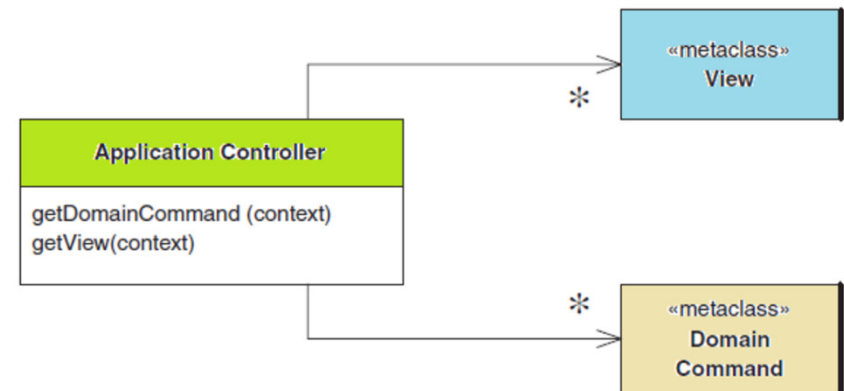 «metaclass»
View
*
Application Controller
getDomainCommand (context)
getView(context)
*
«metaclass»
Domain
Command